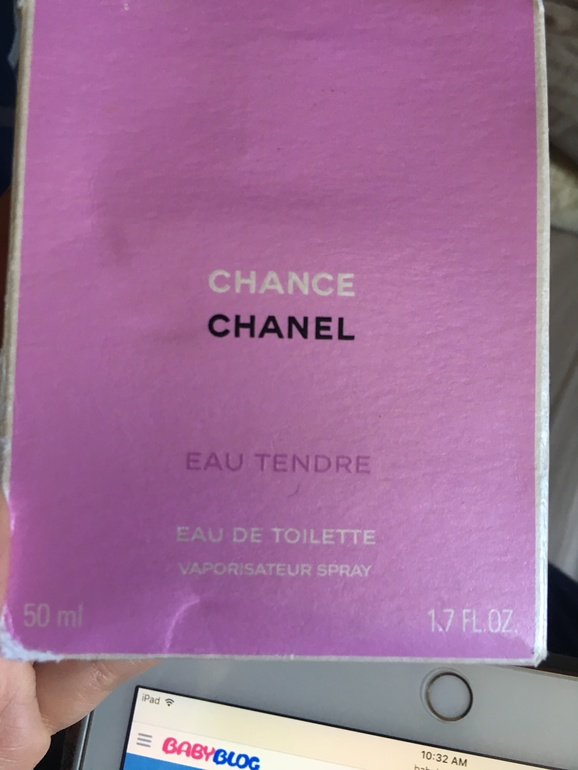 CHANCE
CHANEL
EAU TENDRE
EAU DE TOILETTE
VAPORISATEUR SPRAY
50 ml
1.7 FL.OZ.
iPad
10:32 AM
BABYBLOG